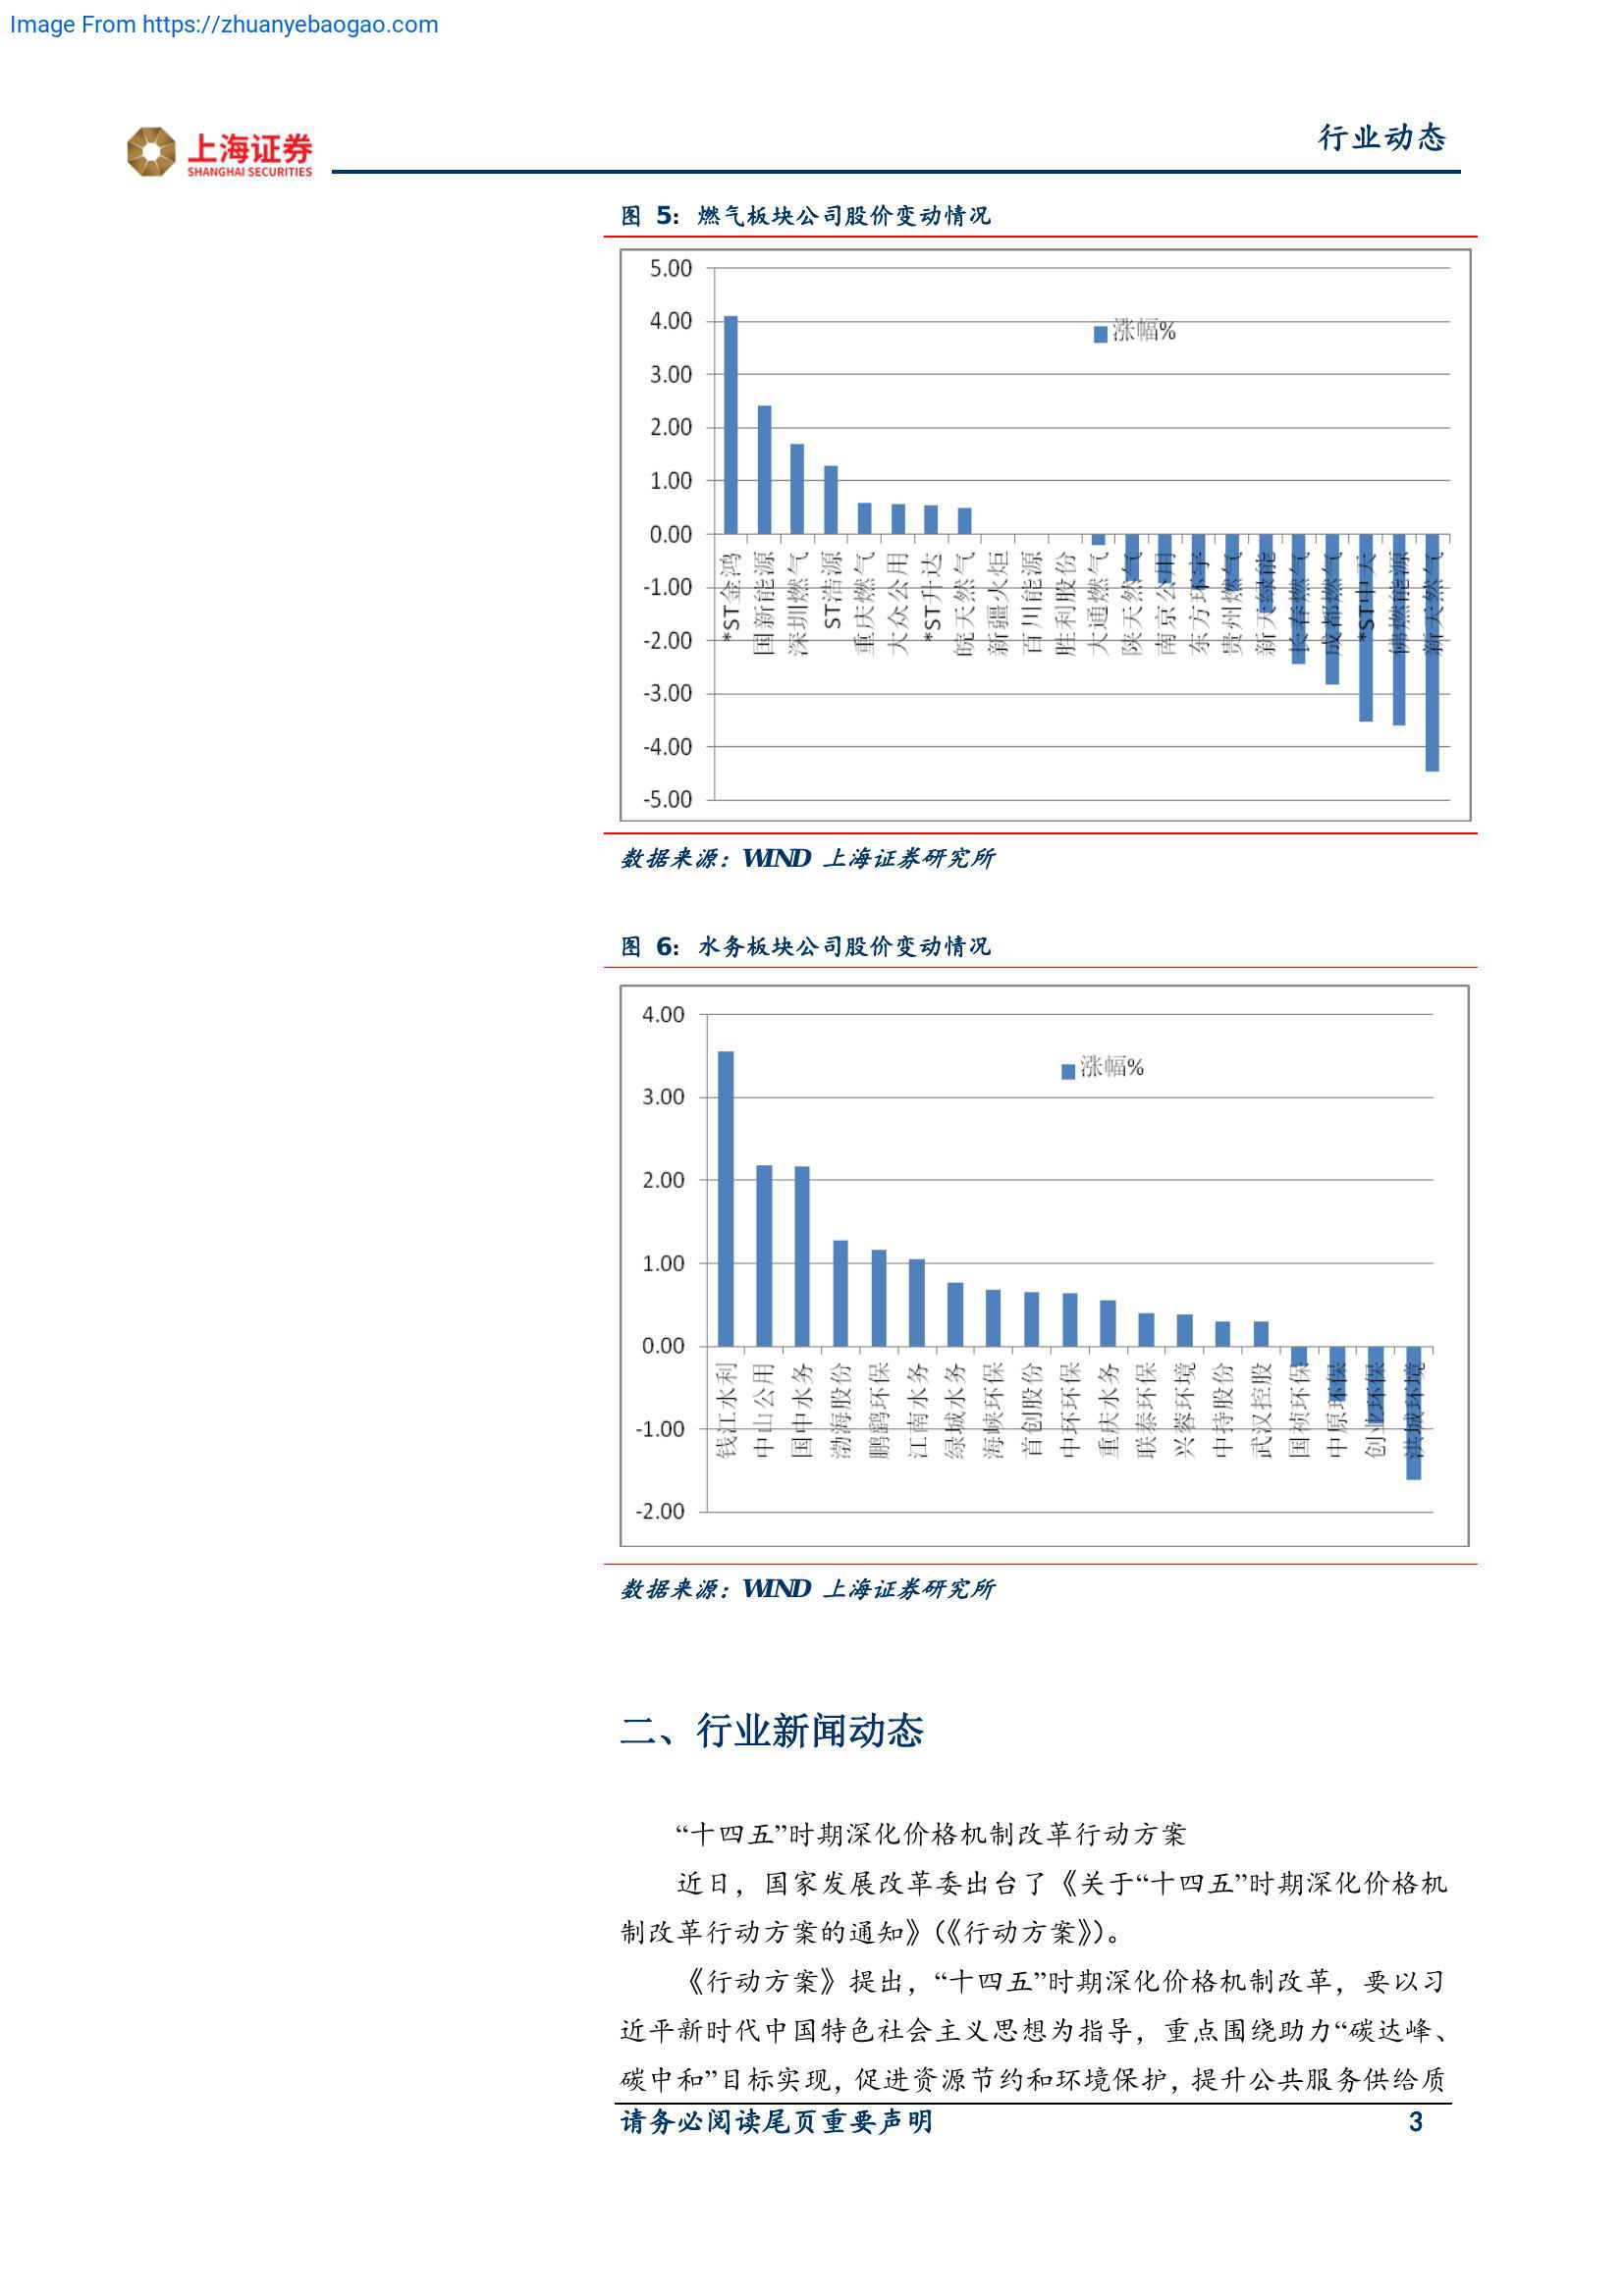 Image From https://zhuanyebaogao.com
上海证券
SHANGHAI SECURITIES
行业动态
图 5：燃气板块公司股价变动情况
5.00
4.00
3.00
2.00
1.00
0.00
-1.00
-2.00
-3.00
-4.00
-5.00
涨幅%
*ST金鸿
国新能源
深圳燃气
ST浩源
重庆燃气
大众公用
*ST升达
皖天然气
新疆火炬
百川能源
胜利股份
大通燃气
陕天然气
南京公用
东方环宇
贵州燃气
新天绿能
长春燃气
成都燃气
*ST中天
佛燃能源
新天然气
数据来源：WIND 上海证券研究所
图 6：水务板块公司股价变动情况
4.00
3.00
2.00
1.00
0.00
-1.00
-2.00
涨幅%
钱江水利
中山公用
国中水务
渤海股份
鹏鹞环保
江南水务
绿城水务
海峡环保
首创股份
中环环保
重庆水务
联泰环保
兴蓉环境
中持股份
武汉控股
国祯环保
中原环保
创业环保
洪城环境
数据来源：WIND 上海证券研究所
二、行业新闻动态
“十四五”时期深化价格机制改革行动方案
近日，国家发展改革委出台了《关于“十四五”时期深化价格机
制改革行动方案的通知》（《行动方案》）。
《行动方案》提出，“十四五”时期深化价格机制改革，要以习
近平新时代中国特色社会主义思想为指导，重点围绕助力“碳达峰、
碳中和”目标实现，促进资源节约和环境保护，提升公共服务供给质
请务必阅读尾页重要声明
3